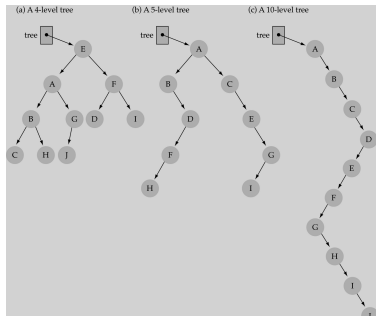 (a) A 4-level tree
(b) A 5-level tree
(c) A 10-level tree
tree
tree
tree
E
A
A
A
F
B
C
B
B
G
D
I
D
E
C
C
H
J
F
G
D
H
I
E
F
G
H